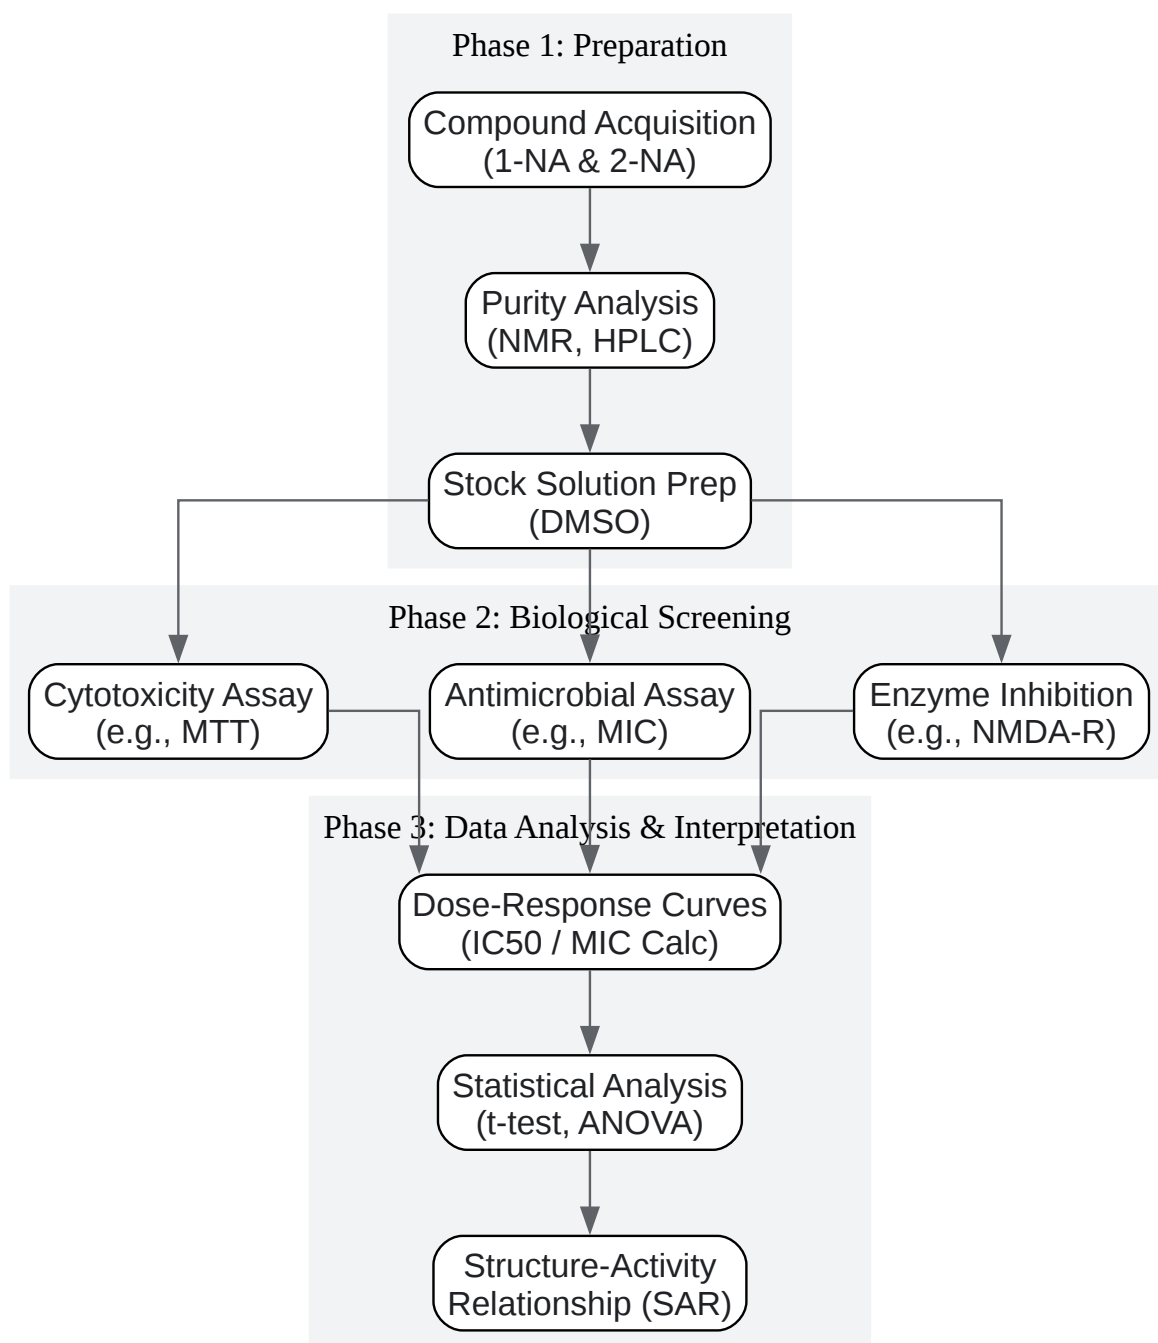 Phase 1: Preparation
Compound Acquisition
(1-NA & 2-NA)
Purity Analysis
(NMR, HPLC)
Stock Solution Prep
(DMSO)
Phase 2: Biological Screening
Cytotoxicity Assay
(e.g., MTT)
Antimicrobial Assay
(e.g., MIC)
Enzyme Inhibition
(e.g., NMDA-R)
Phase 3: Data Analysis & Interpretation
Dose-Response Curves
(IC50 / MIC Calc)
Statistical Analysis
(t-test, ANOVA)
Structure-Activity
Relationship (SAR)